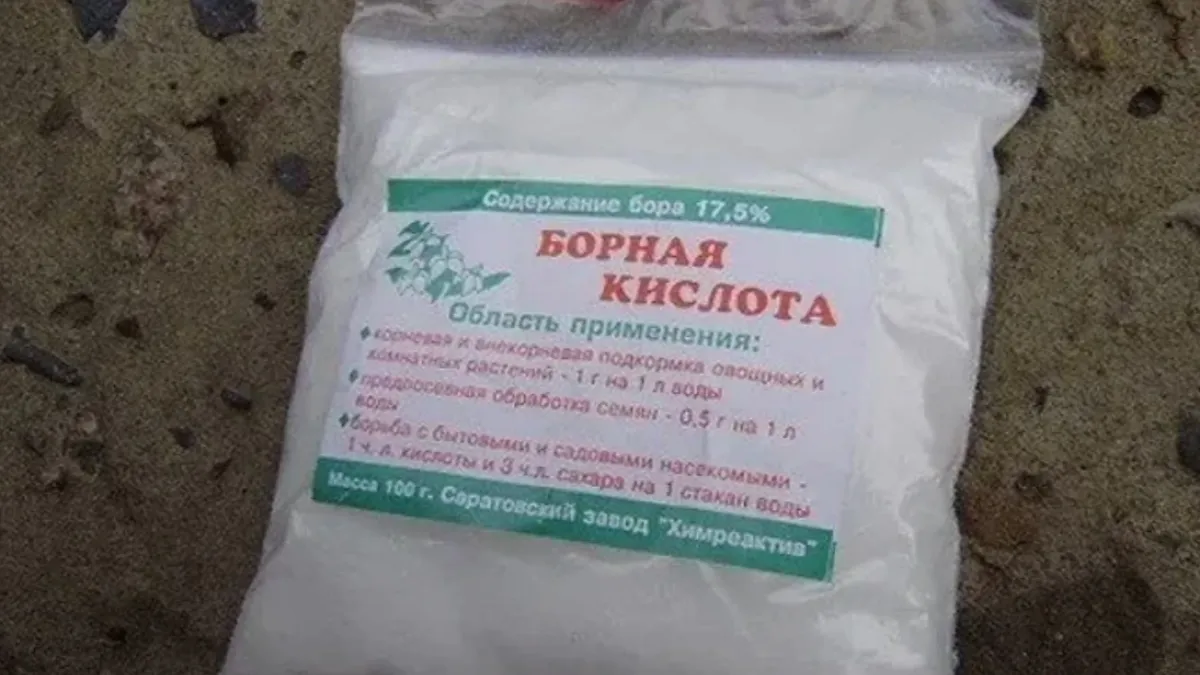 Содержание бора 17,5%
БОРНАЯ
КИСЛОТА
Область применения:
корневая и внекорневая подкормка овощных и
комнатных растений - 1 г на 1 л воды
предпосевная обработка семян - 0,5 г на 1 л
воды
борьба с бытовыми и садовыми насекомыми -
1 ч. л. кислоты и 3 ч.л. сахара на 1 стакан воды
Масса 100 г. Саратовский завод "Химреактив"